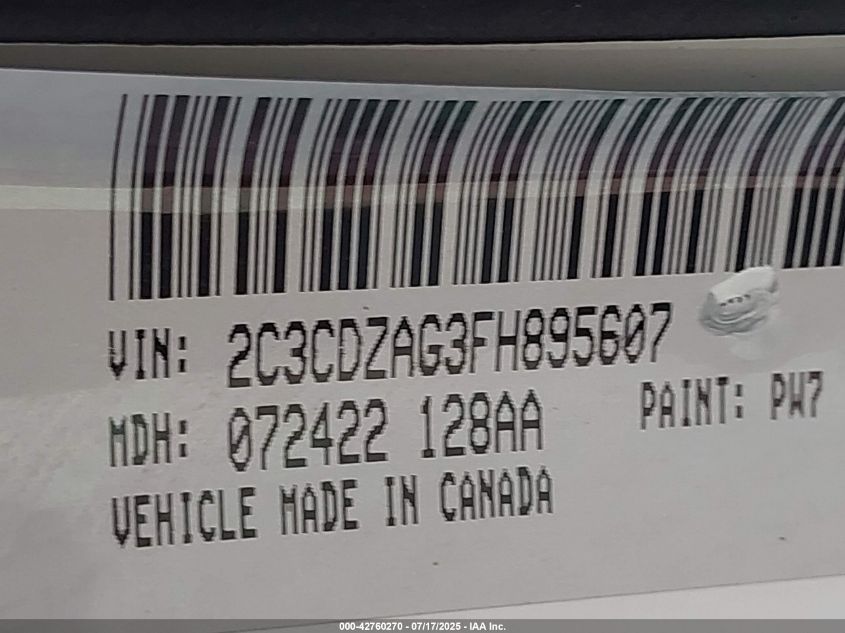 VIN: 2C3CDZAG3FH895607
MDH: 072422 128AA
PAINT: PW7
VEHICLE MADE IN CANADA
000-42760270 - 07/17/2025 - IAA Inc.